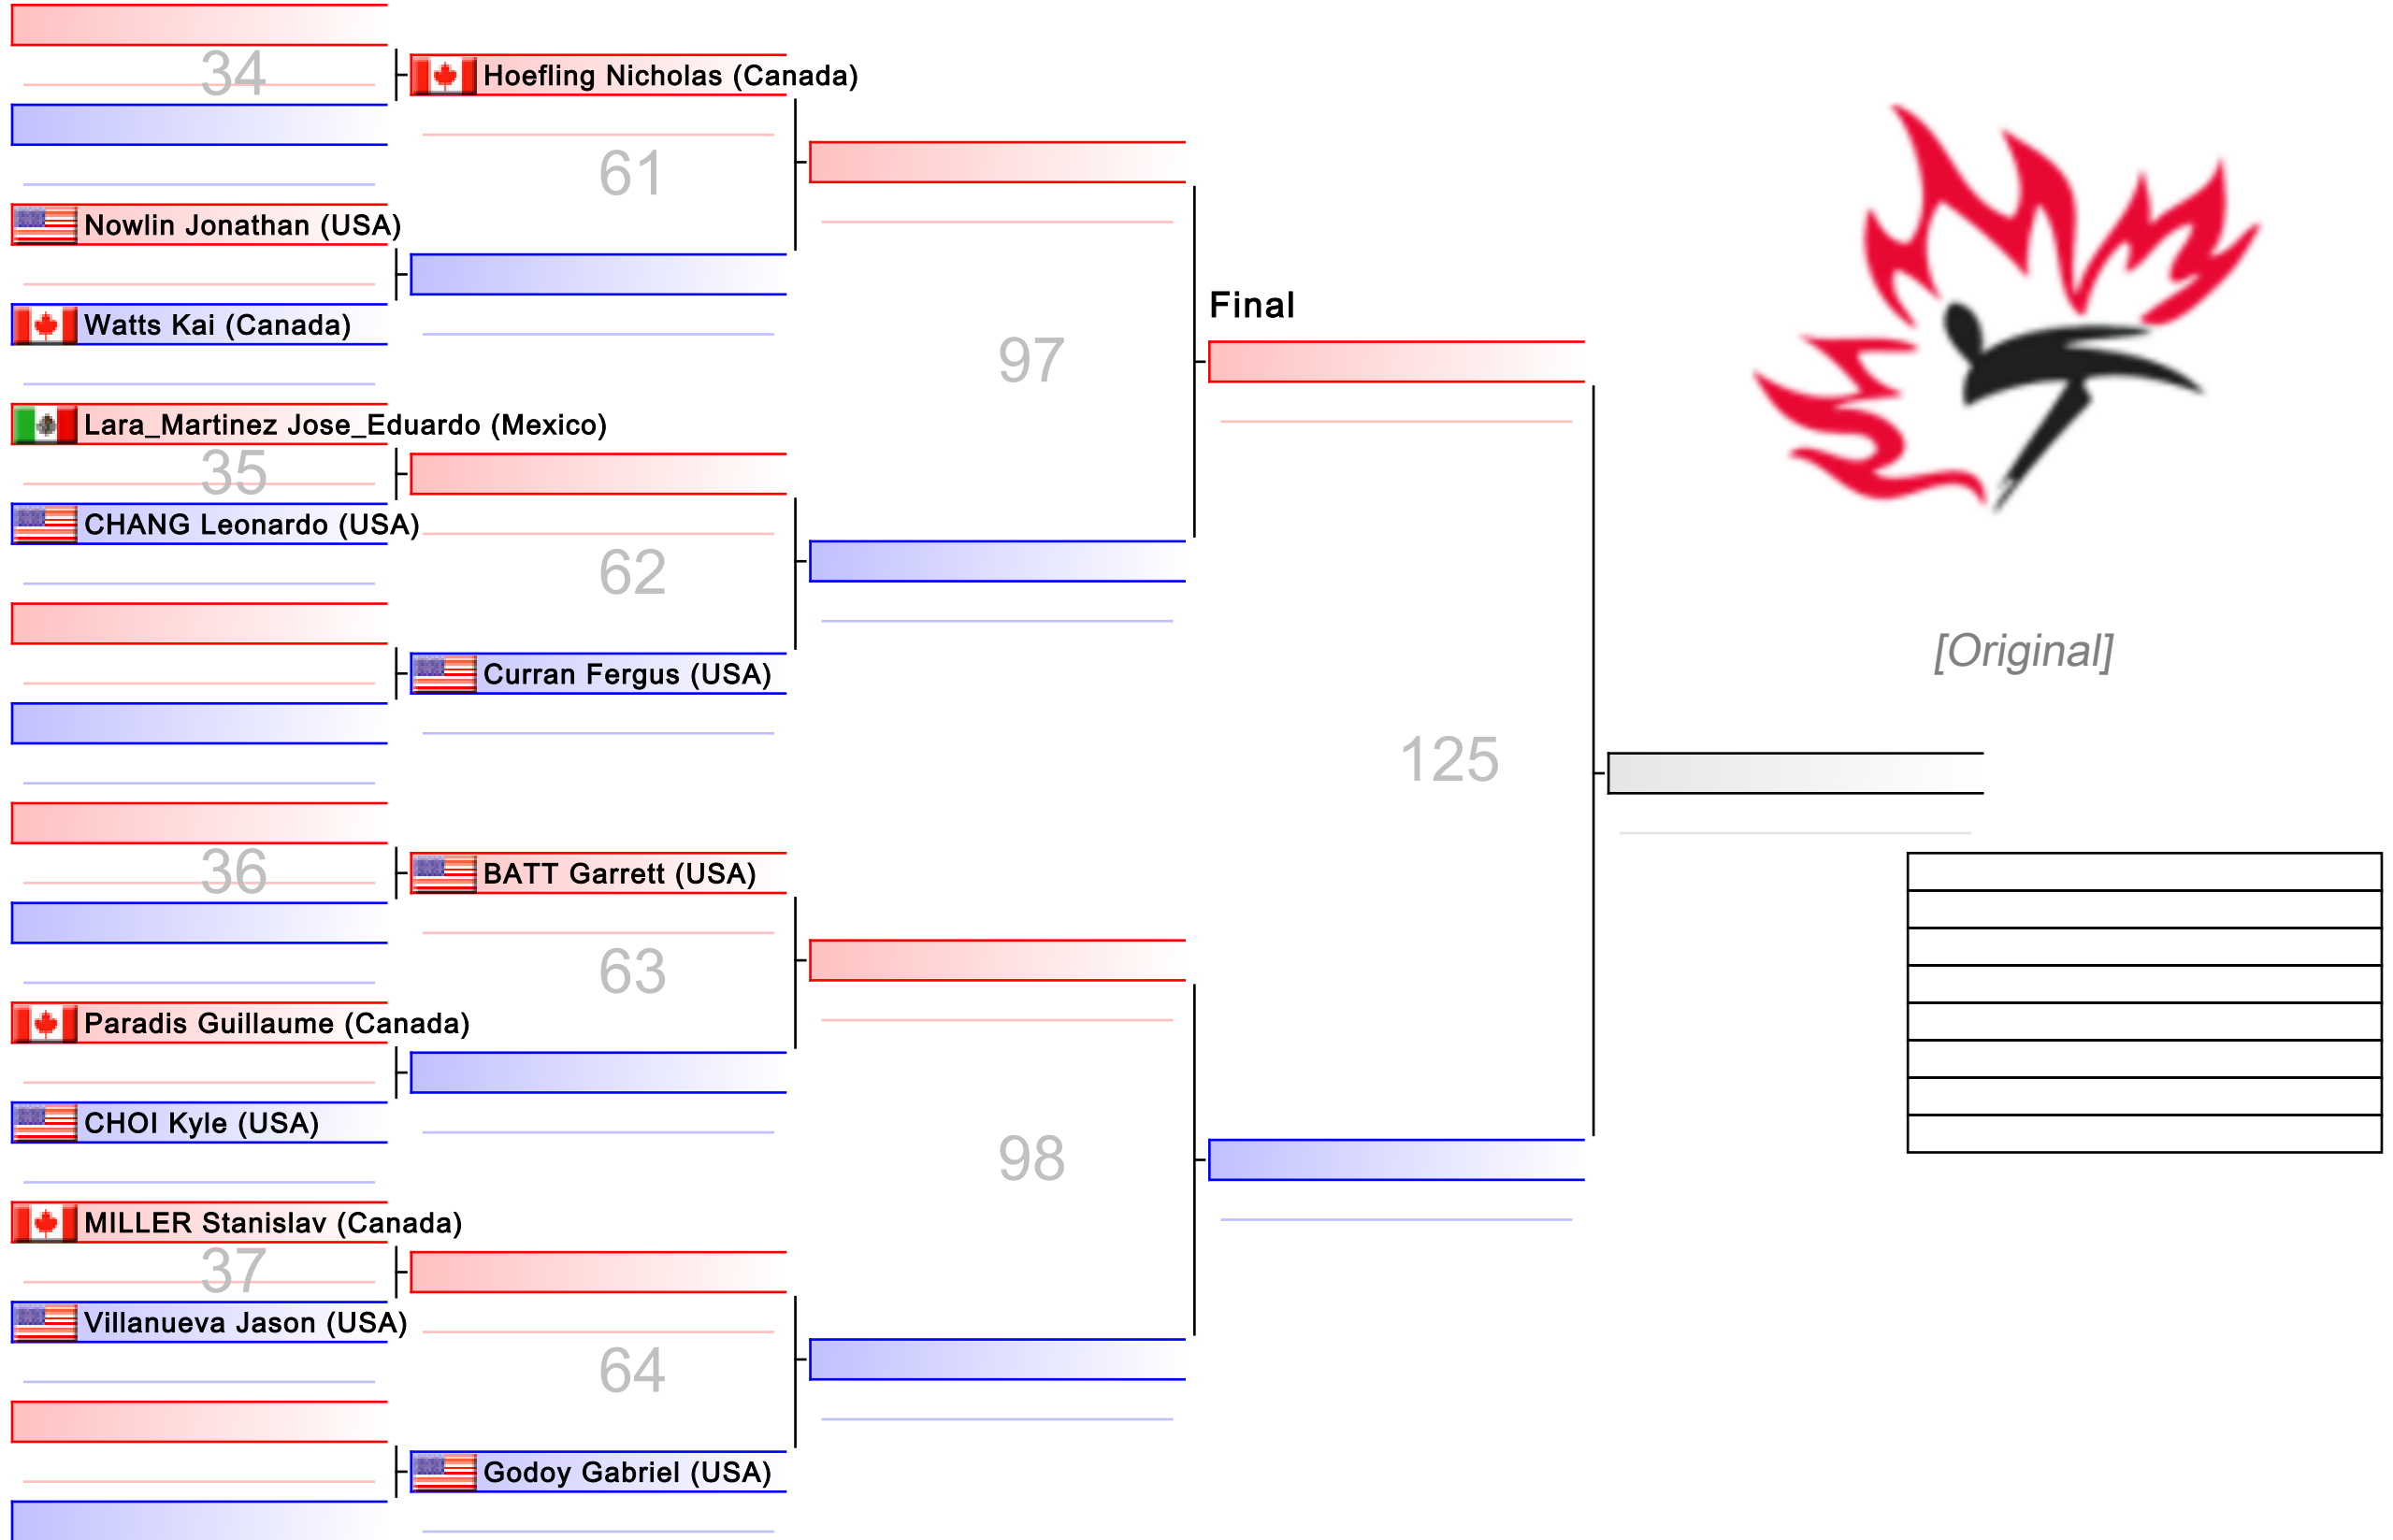 34
Hoefling Nicholas (Canada)
61
Nowlin Jonathan (USA)
Final
Watts Kai (Canada)
97
Lara_Martinez Jose_Eduardo (Mexico)
35
CHANG Leonardo (USA)
62
[Original]
Curran Fergus (USA)
125
36
BATT Garrett (USA)
63
Paradis Guillaume (Canada)
CHOI Kyle (USA)
98
MILLER Stanislav (Canada)
37
Villanueva Jason (USA)
64
Godoy Gabriel (USA)